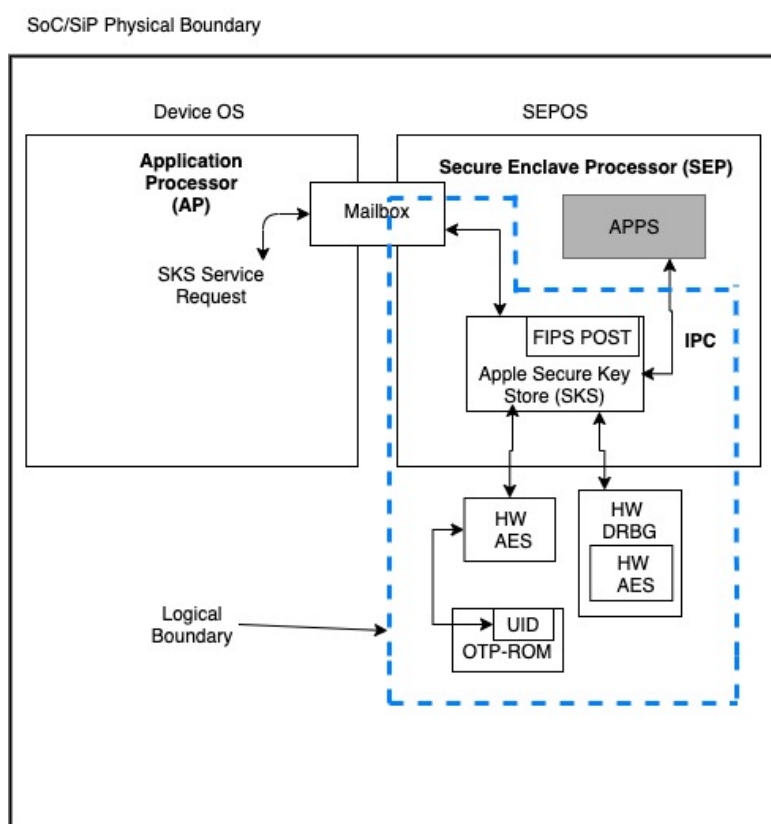 SoC/SiP Physical Boundary
Device OS
SEPOS
Application
Processor
(AP)
Secure Enclave Processor (SEP)
Mailbox
APPS
SKS Service
Request
FIPS POST
IPC
Apple Secure Key
Store (SKS)
HW
AES
HW
DRBG
HW
AES
Logical
Boundary
UID
OTP-ROM